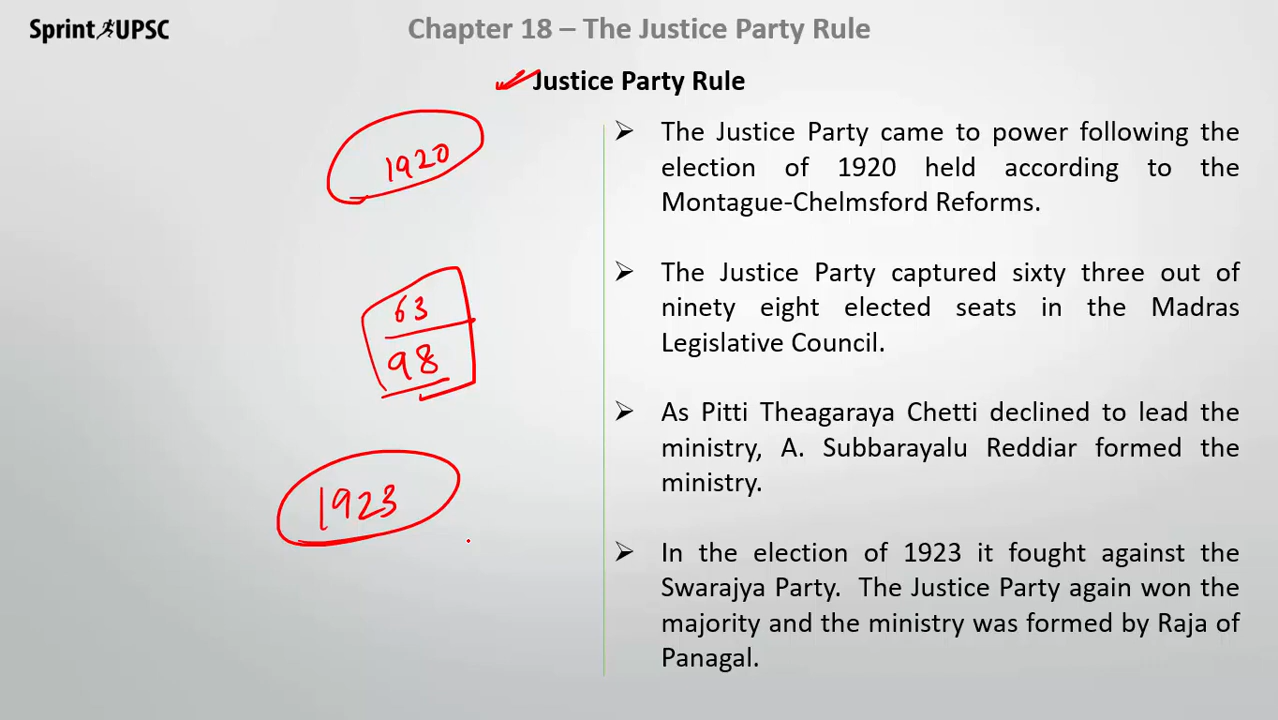 Sprint UPSC
Chapter 18 – The Justice Party Rule
Justice Party Rule
1920
63
98
1923
➢ The Justice Party came to power following the
election of 1920 held according to the
Montague-Chelmsford Reforms.
➢ The Justice Party captured sixty three out of
ninety eight elected seats in the Madras
Legislative Council.
➢ As Pitti Theagaraya Chetti declined to lead the
ministry, A. Subbarayalu Reddiar formed the
ministry.
➢ In the election of 1923 it fought against the
Swarajya Party.  The Justice Party again won the
majority and the ministry was formed by Raja of
Panagal.